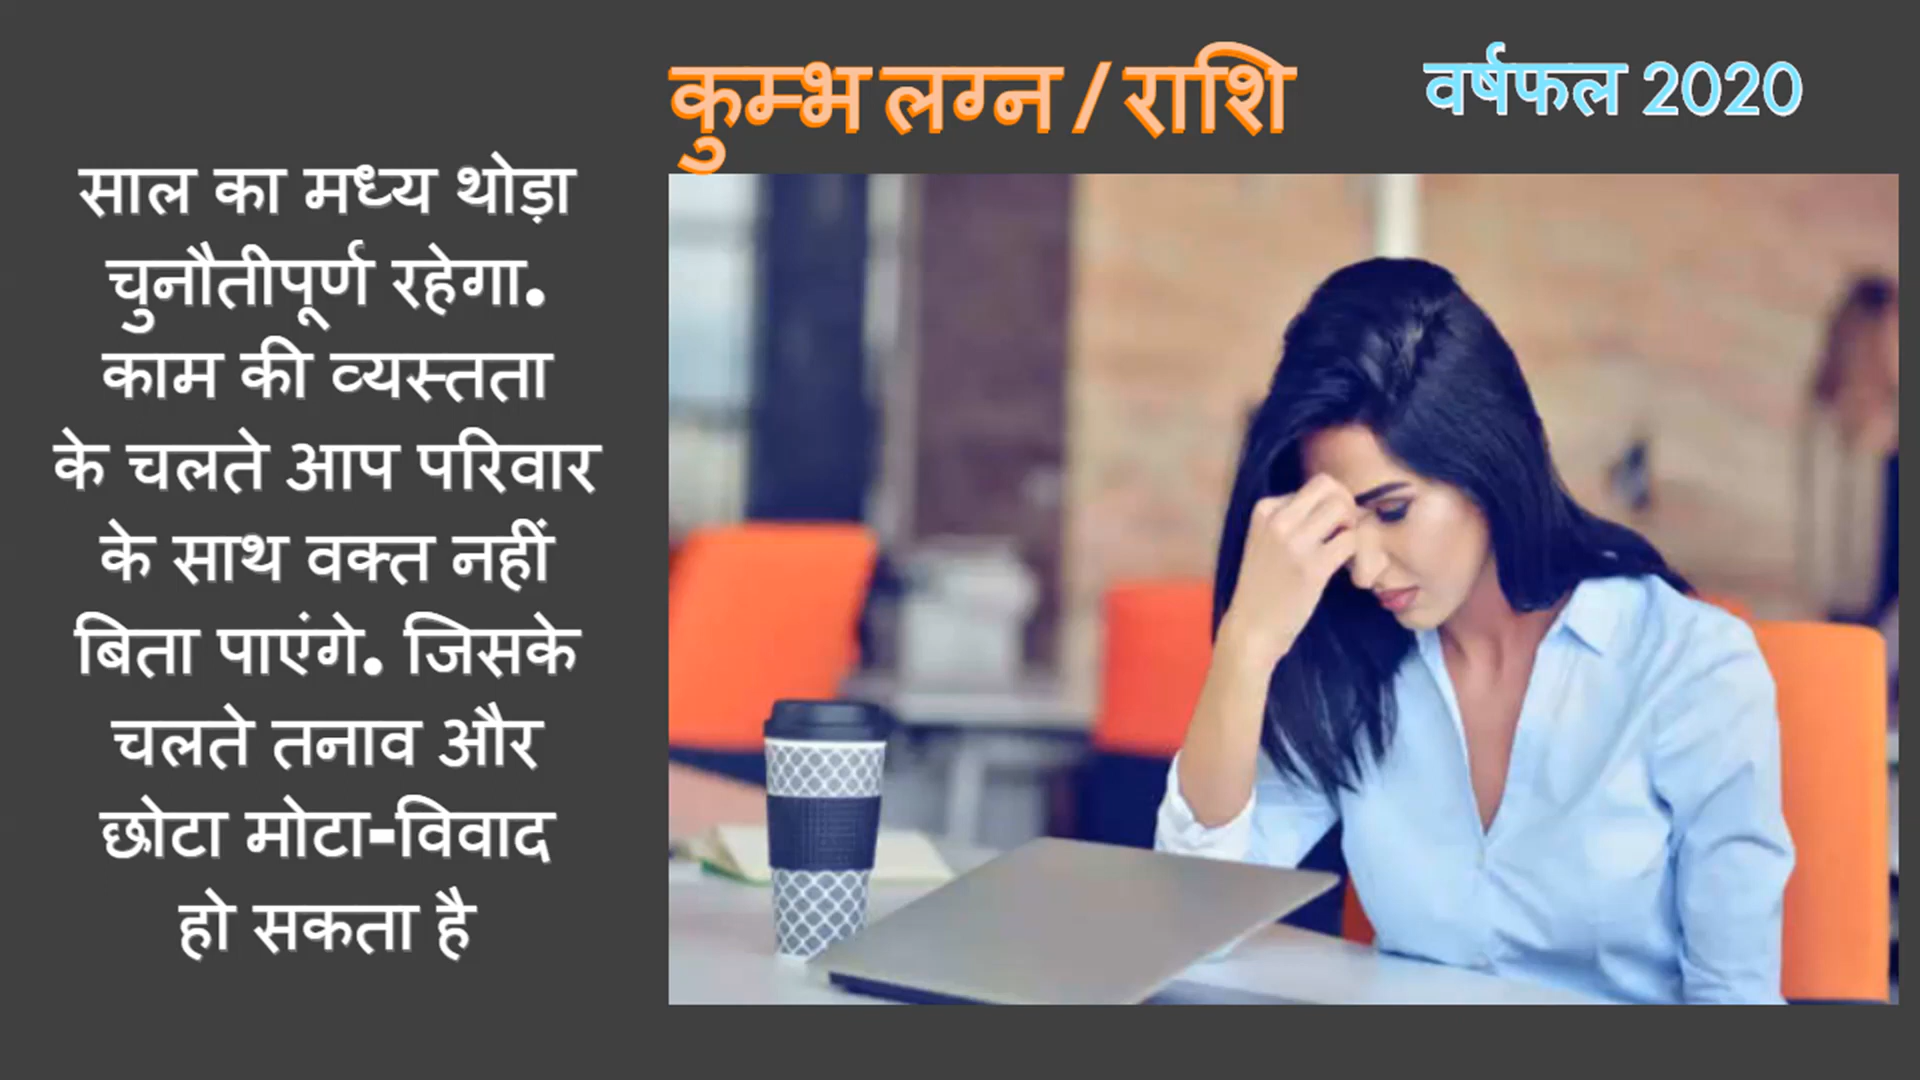 कुम्भ लग्न / राशि
वर्षफल 2020
साल का मध्य थोड़ा
चुनौतीपूर्ण रहेगा.
काम की व्यस्तता
के चलते आप परिवार
के साथ वक्त नहीं
बिता पाएंगे. जिसके
चलते तनाव और
छोटा मोटा-विवाद
हो सकता है